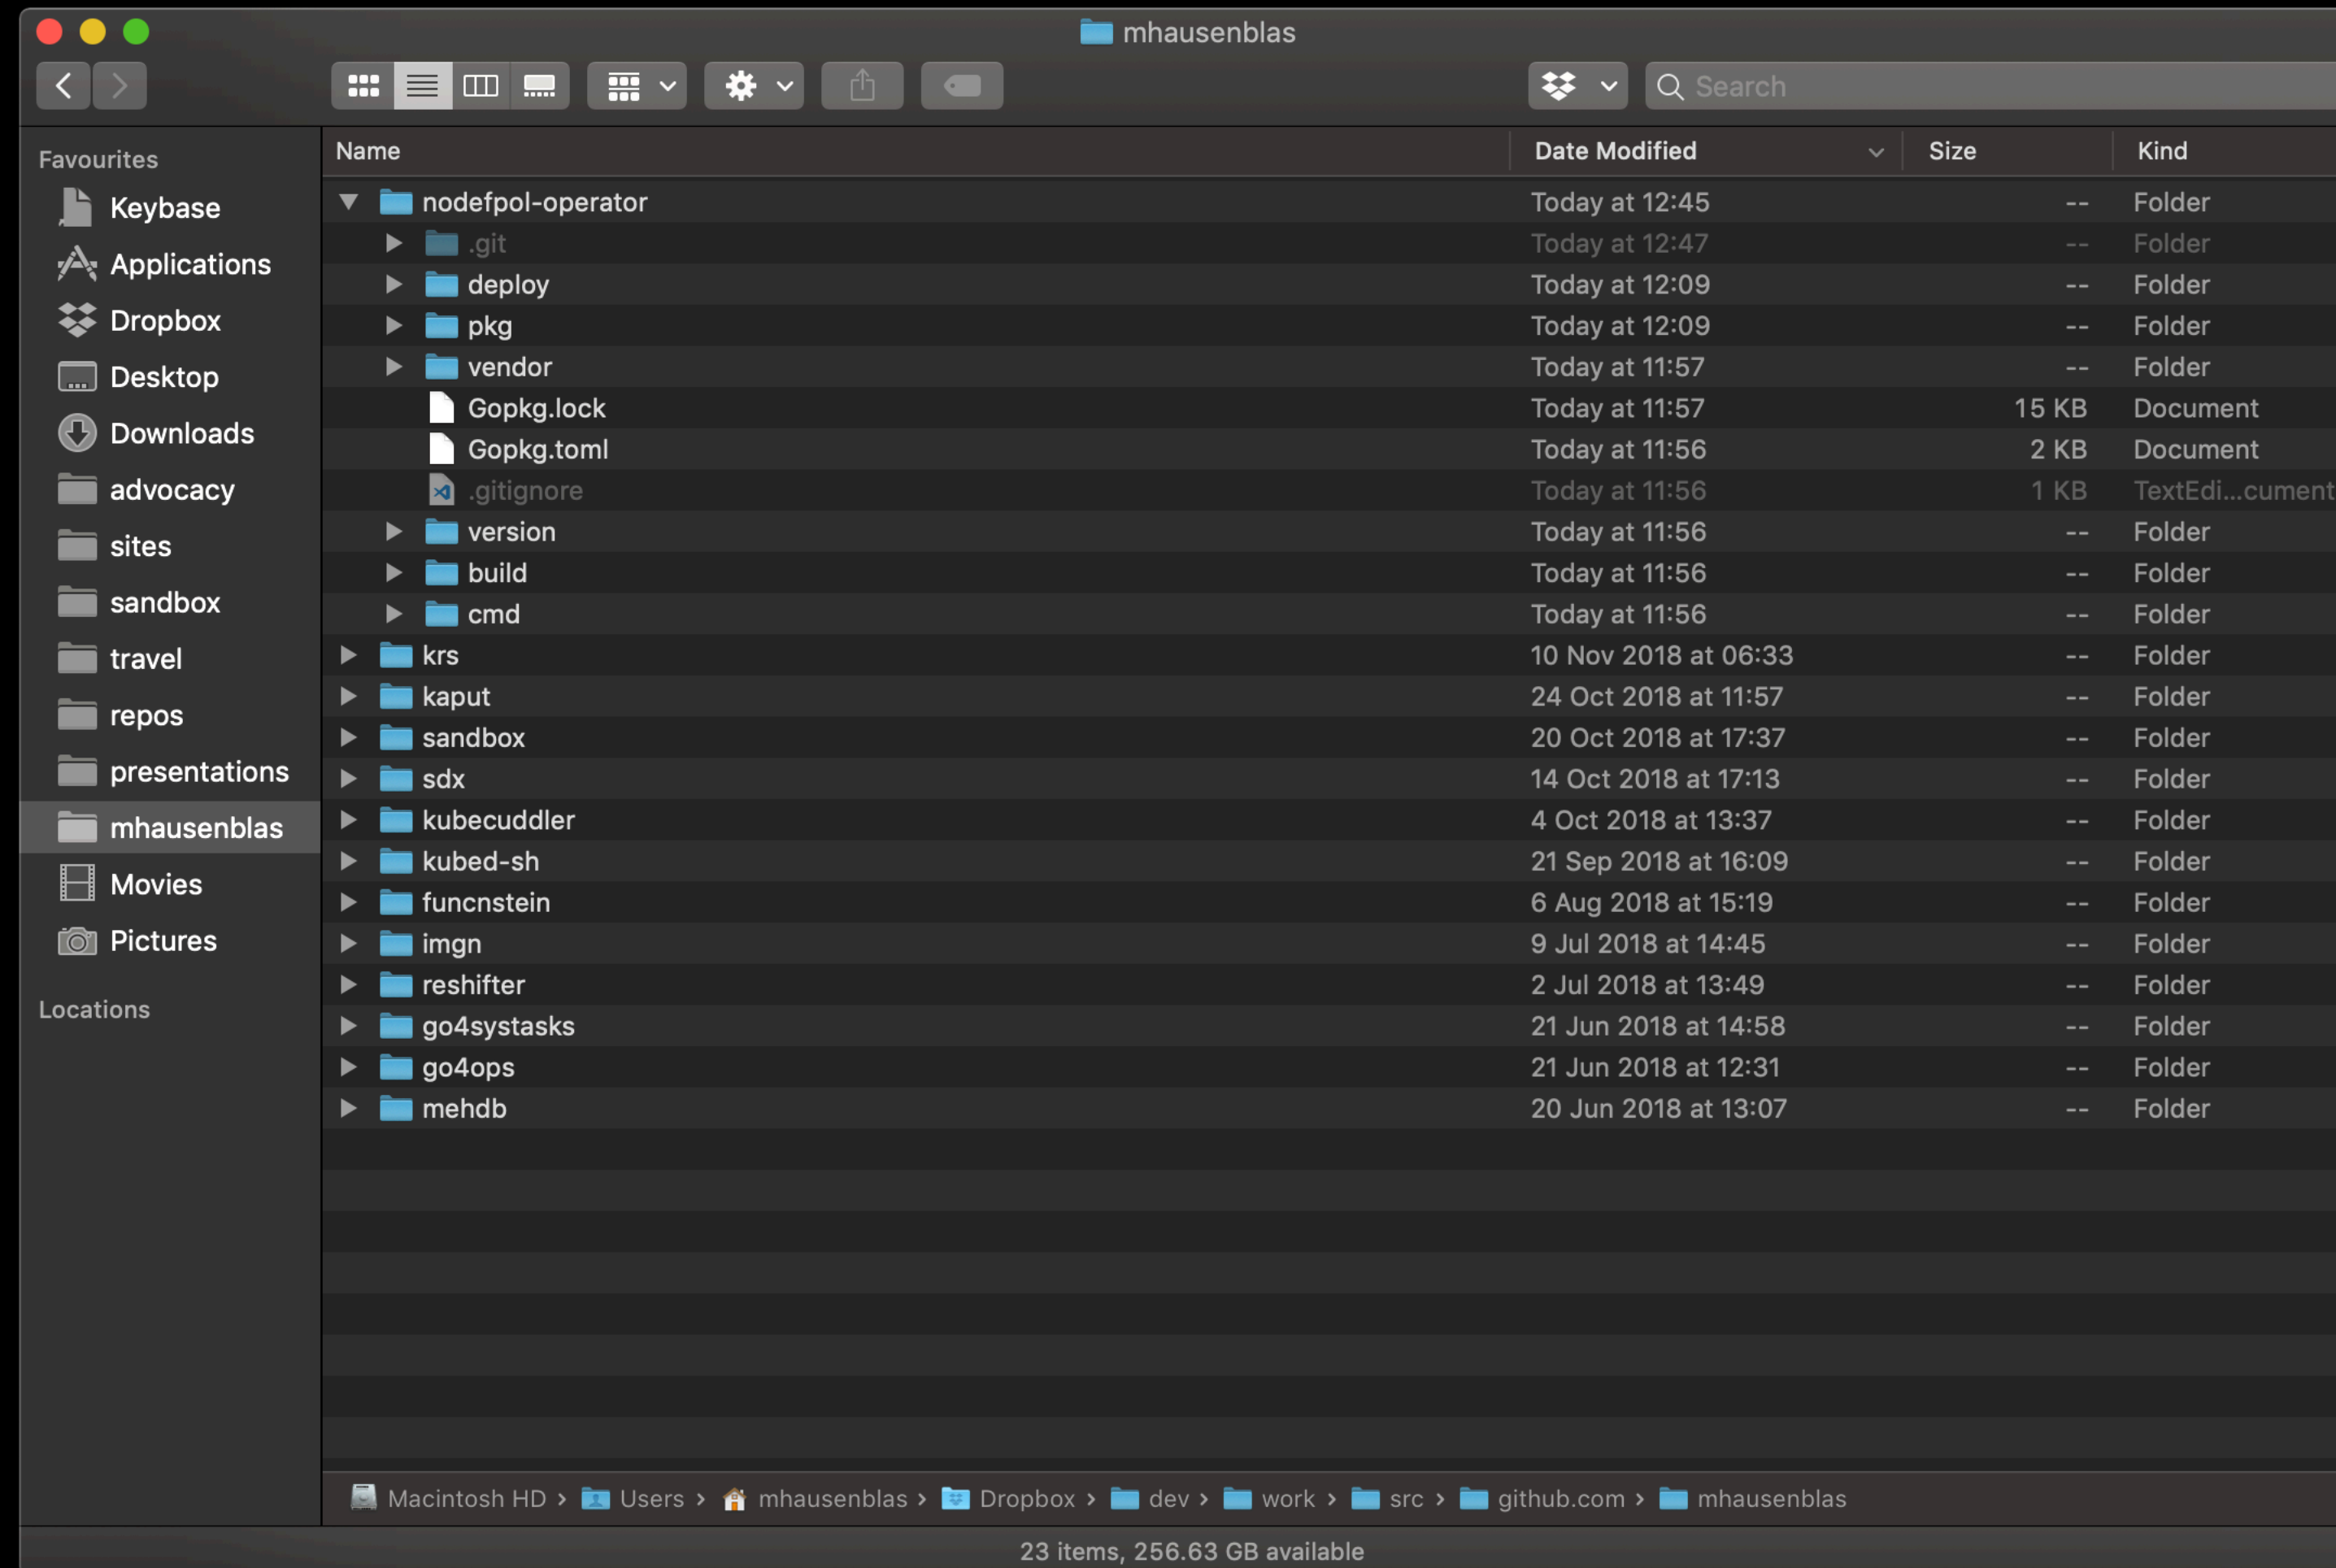 mhausenblas
Search
Favourites
Keybase
Applications
Dropbox
Desktop
Downloads
advocacy
sites
sandbox
travel
repos
presentations
mhausenblas
Movies
Pictures
Locations
Name Date Modified Size Kind
nodefpol-operator Today at 12:45 -- Folder
.git Today at 12:47 -- Folder
deploy Today at 12:09 -- Folder
pkg Today at 12:09 -- Folder
vendor Today at 11:57 -- Folder
Gopkg.lock Today at 11:57 15 KB Document
Gopkg.toml Today at 11:56 2 KB Document
.gitignore Today at 11:56 1 KB TextEdi...cument
version Today at 11:56 -- Folder
build Today at 11:56 -- Folder
cmd Today at 11:56 -- Folder
krs 10 Nov 2018 at 06:33 -- Folder
kaput 24 Oct 2018 at 11:57 -- Folder
sandbox 20 Oct 2018 at 17:37 -- Folder
sdx 14 Oct 2018 at 17:13 -- Folder
kubecuddler 4 Oct 2018 at 13:37 -- Folder
kubed-sh 21 Sep 2018 at 16:09 -- Folder
funcnstein 6 Aug 2018 at 15:19 -- Folder
imgn 9 Jul 2018 at 14:45 -- Folder
reshifter 2 Jul 2018 at 13:49 -- Folder
go4systasks 21 Jun 2018 at 14:58 -- Folder
go4ops 21 Jun 2018 at 12:31 -- Folder
mehdb 20 Jun 2018 at 13:07 -- Folder
Macintosh HD › Users › mhausenblas › Dropbox › dev › work › src › github.com › mhausenblas
23 items, 256.63 GB available